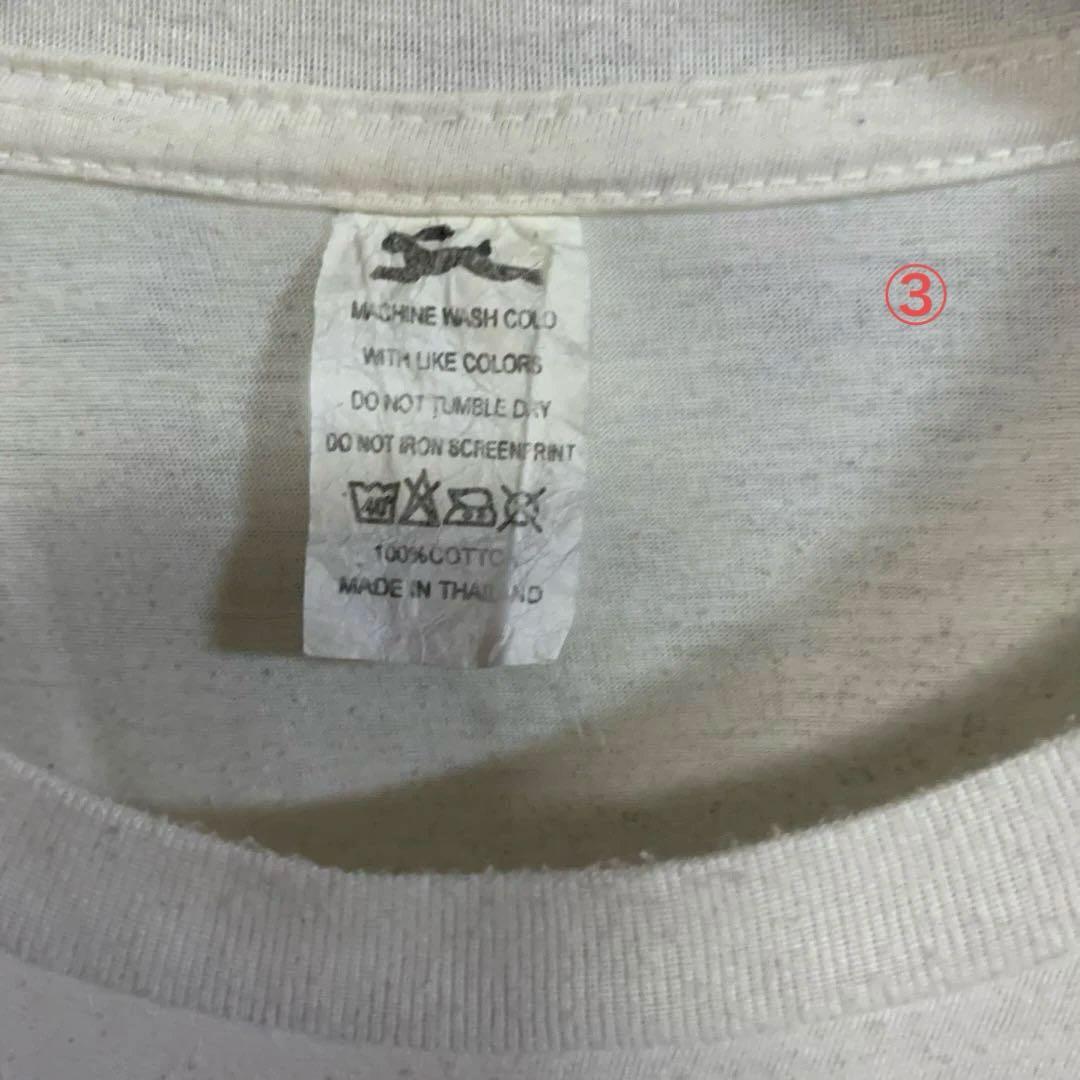 MACHINE WASH COLD
③
WITH LIKE COLORS
DO NOT TUMBLE DRY
DO NOT IRON SCREENPRINT
40°
100%COTTO
MADE IN THAILAND